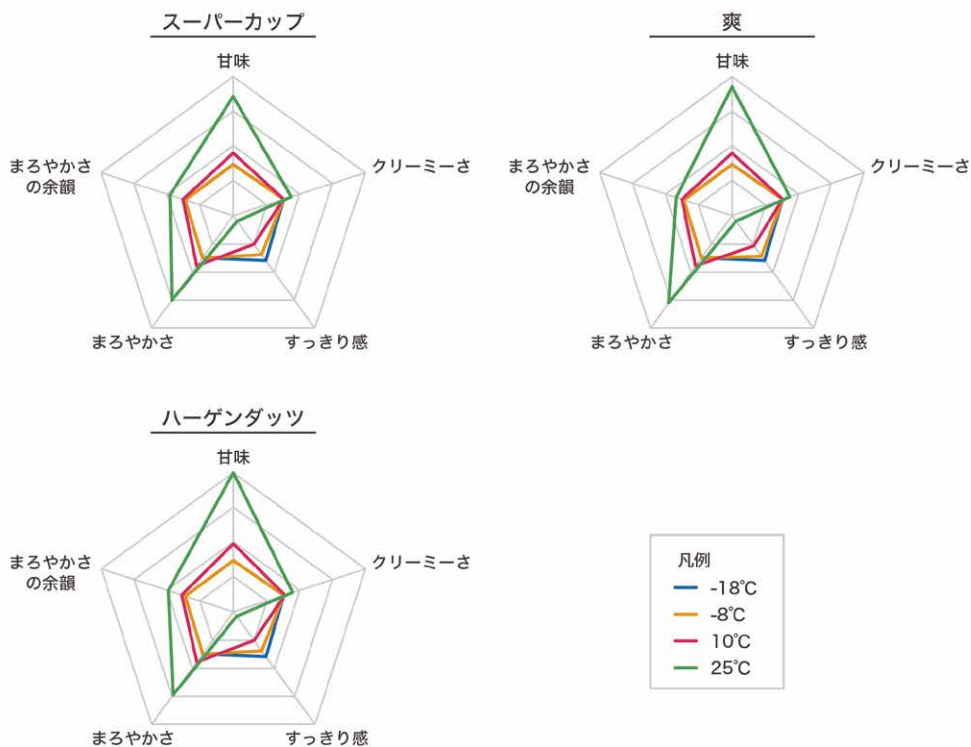 スーパーカップ
甘味
クリーミーさ
すっきり感
まろやかさ
まろやかさ
の余韻
爽
甘味
クリーミーさ
すっきり感
まろやかさ
まろやかさ
の余韻
ハーゲンダッツ
甘味
クリーミーさ
すっきり感
まろやかさ
まろやかさ
の余韻
凡例
-18℃
-8℃
10℃
25℃